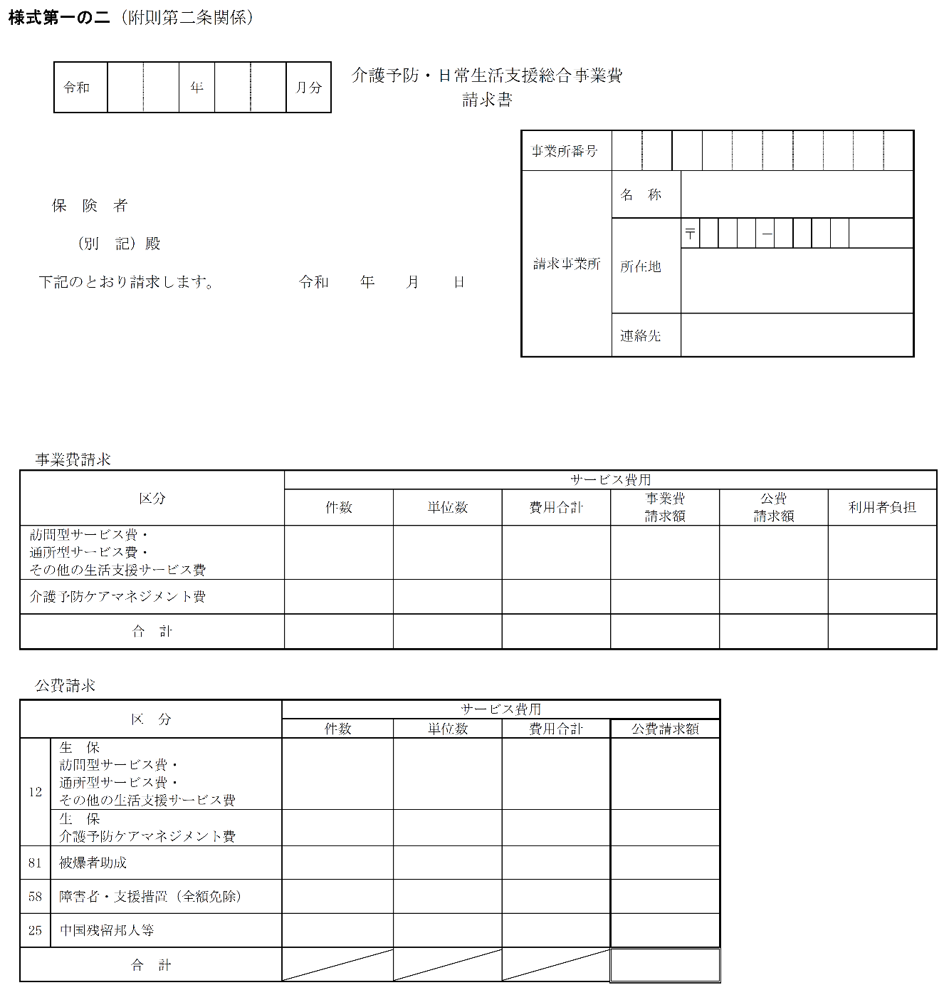 様式第一の二（附則第二条関係）
令和　年　月分
介護予防・日常生活支援総合事業費
請求書
事業所番号
保　険　者
（別　記）殿
下記のとおり請求します。　令和　年　月　日
請求事業所
名　称
所在地
〒　－
連絡先
事業費請求
区分
サービス費用
件数
単位数
費用合計
事業費
請求額
公費
請求額
利用者負担
訪問型サービス費・
通所型サービス費・
その他の生活支援サービス費
介護予防ケアマネジメント費
合　計
公費請求
区　分
サービス費用
件数
単位数
費用合計
公費請求額
12
生　保
訪問型サービス費・
通所型サービス費・
その他の生活支援サービス費
生　保
介護予防ケアマネジメント費
81　被爆者助成
58　障害者・支援措置（全額免除）
25　中国残留邦人等
合　計